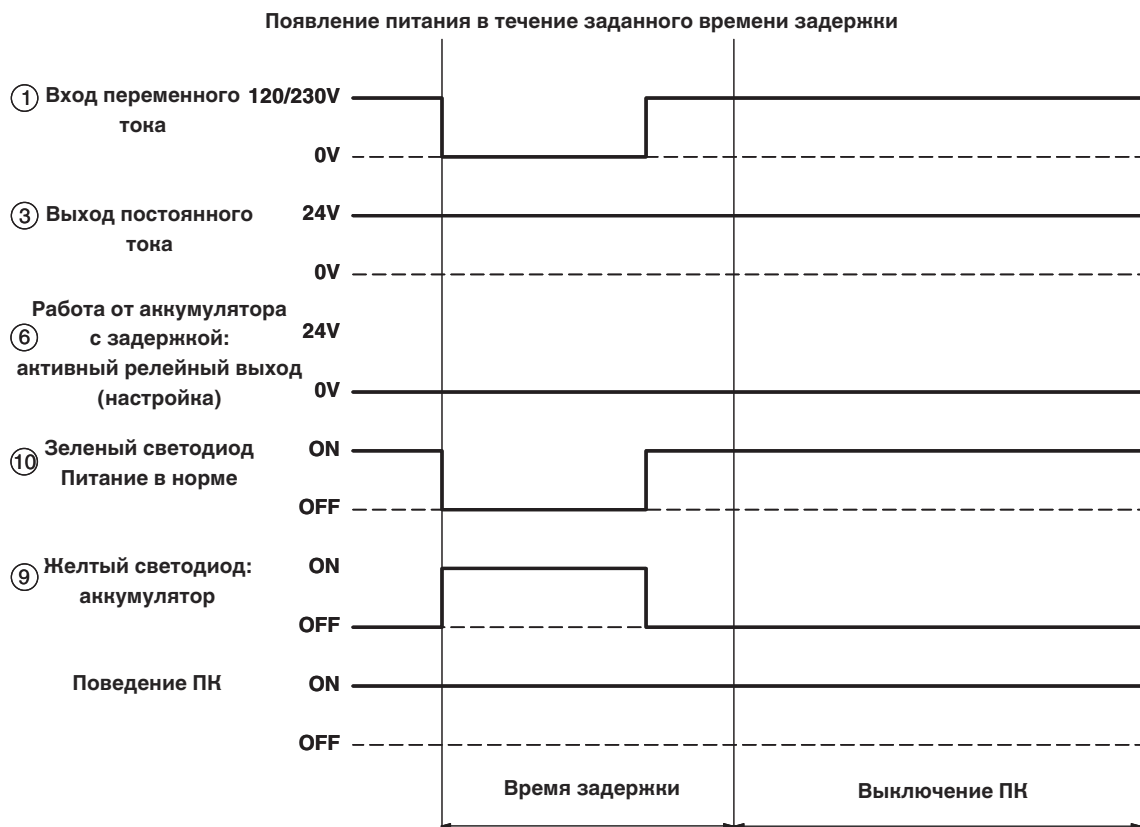 Появление питания в течение заданного времени задержки
① Вход переменного 120/230V
тока
0V
③ Выход постоянного 24V
тока
0V
Работа от аккумулятора
⑥ с задержкой: 24V
активный релейный выход
(настройка) 0V
⑩ Зеленый светодиод ON
Питание в норме
OFF
⑨ Желтый светодиод: ON
аккумулятор
OFF
Поведение ПК ON
OFF
Время задержки Выключение ПК